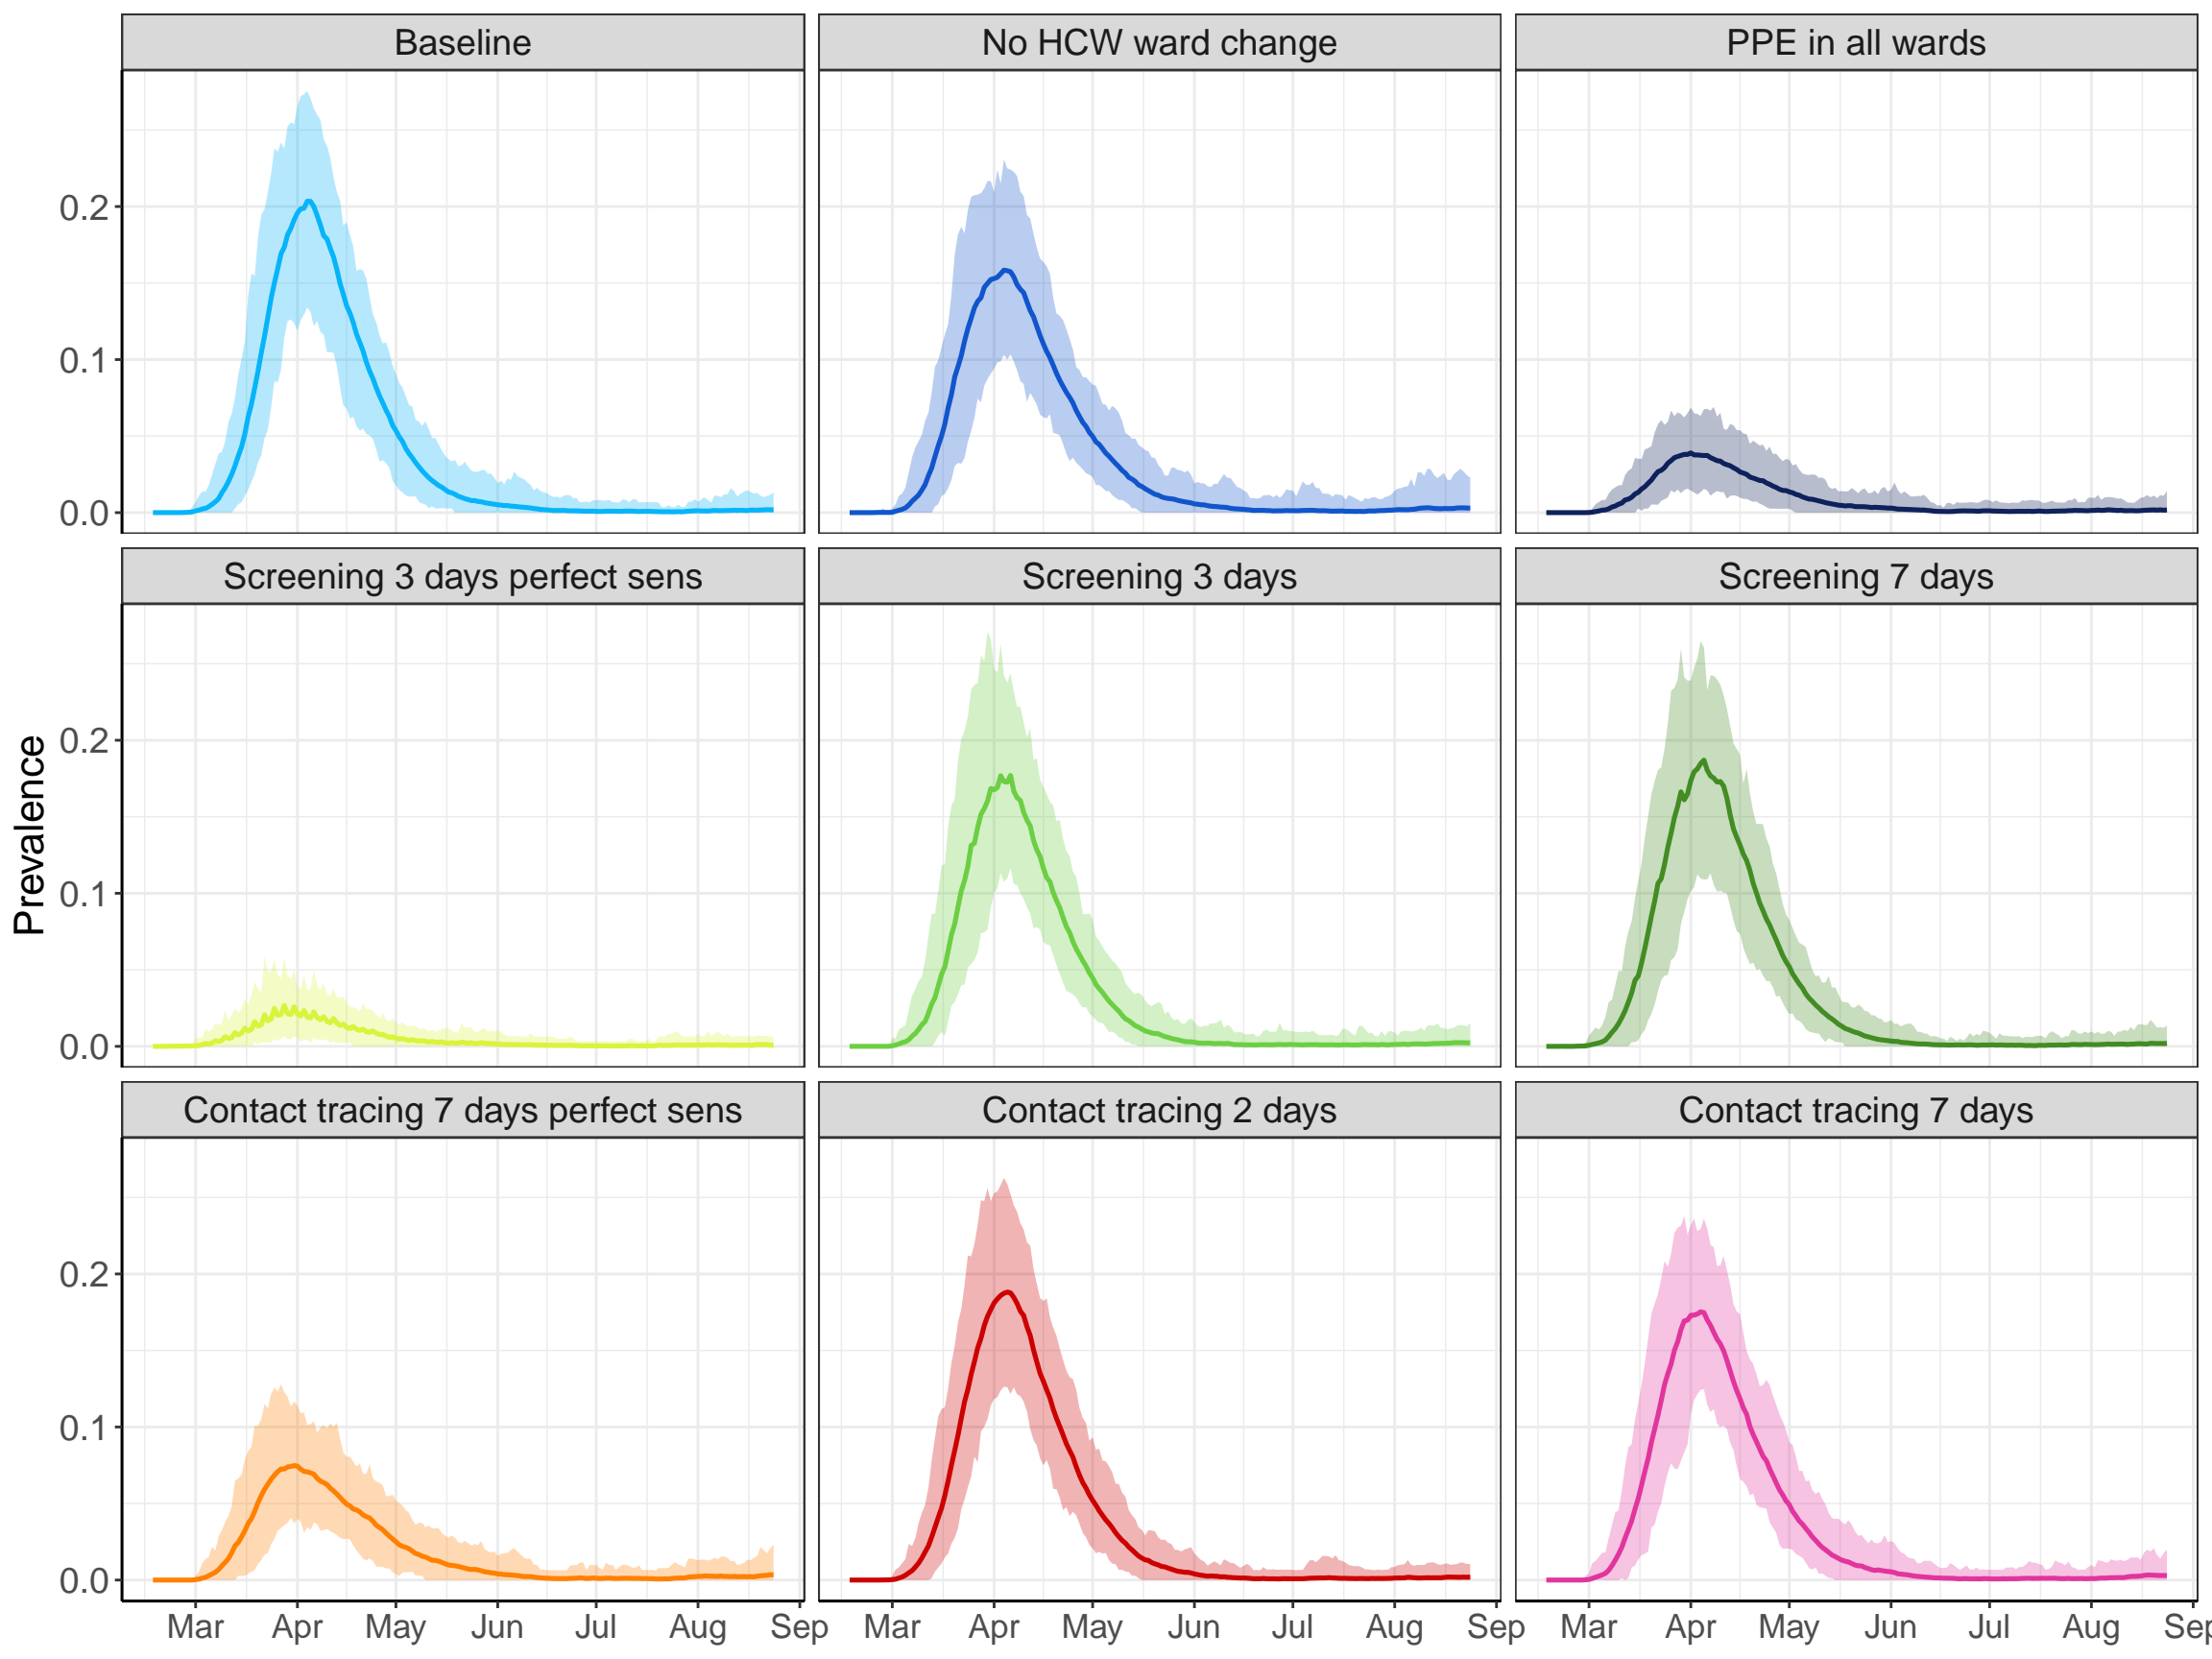 Baseline
No HCW ward change
PPE in all wards
0.2
0.1
0.0
Screening 3 days perfect sens
Screening 3 days
Screening 7 days
Prevalence
0.2
0.1
0.0
Contact tracing 7 days perfect sens
Contact tracing 2 days
Contact tracing 7 days
0.2
0.1
0.0
Mar Apr May Jun Jul Aug Sep
Mar Apr May Jun Jul Aug Sep
Mar Apr May Jun Jul Aug Sep